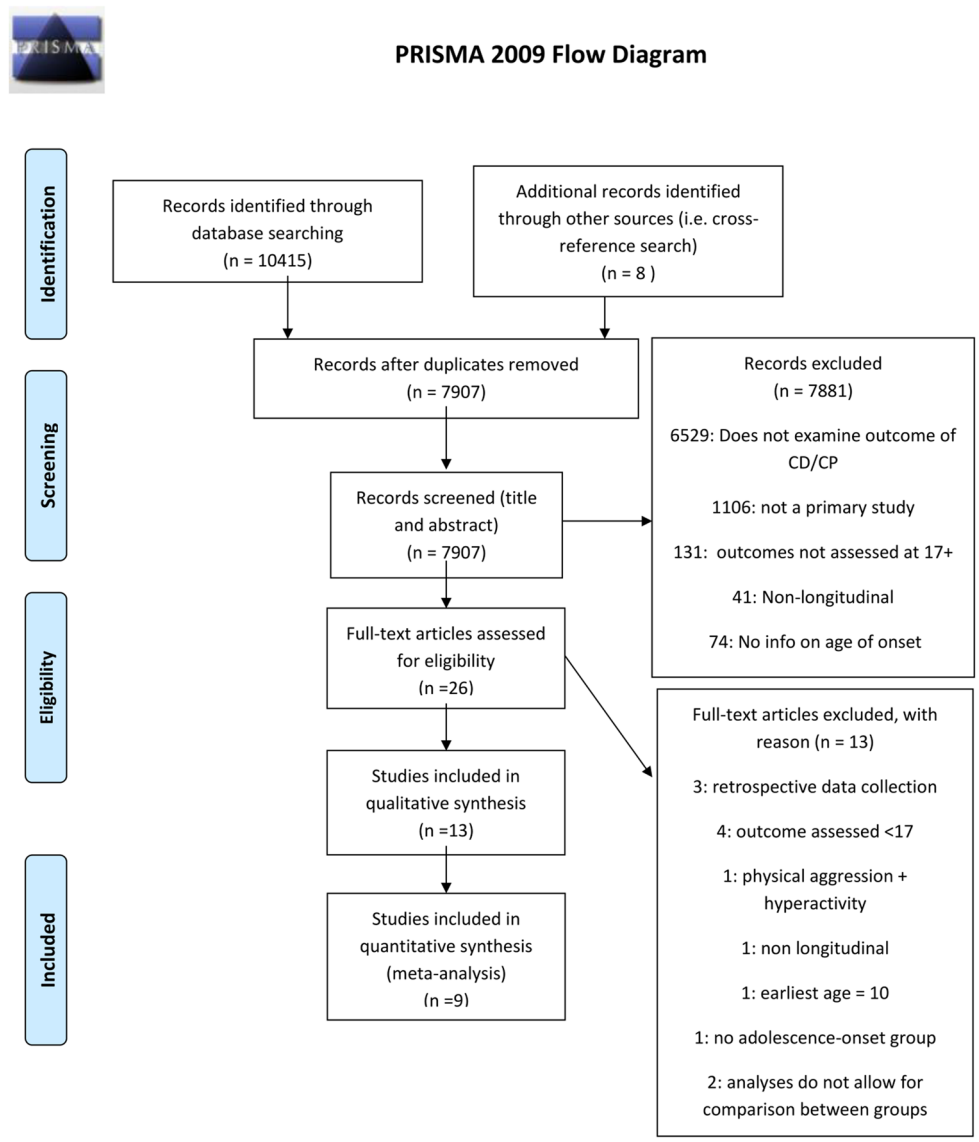 PRISMA
PRISMA 2009 Flow Diagram
Identification
Records identified through
database searching
(n = 10415)
Additional records identified
through other sources (i.e. cross-
reference search)
(n = 8 )
Records after duplicates removed
(n = 7907)
Screening
Records screened (title
and abstract)
(n = 7907)
Records excluded
(n = 7881)
6529: Does not examine outcome of
CD/CP
1106: not a primary study
131:  outcomes not assessed at 17+
41: Non-longitudinal
74: No info on age of onset
Eligibility
Full-text articles assessed
for eligibility
(n =26)
Full-text articles excluded, with
reason (n = 13)
3: retrospective data collection
4: outcome assessed <17
1: physical aggression +
hyperactivity
1: non longitudinal
1: earliest age = 10
1: no adolescence-onset group
2: analyses do not allow for
comparison between groups
Studies included in
qualitative synthesis
(n =13)
Included
Studies included in
quantitative synthesis
(meta-analysis)
(n =9)